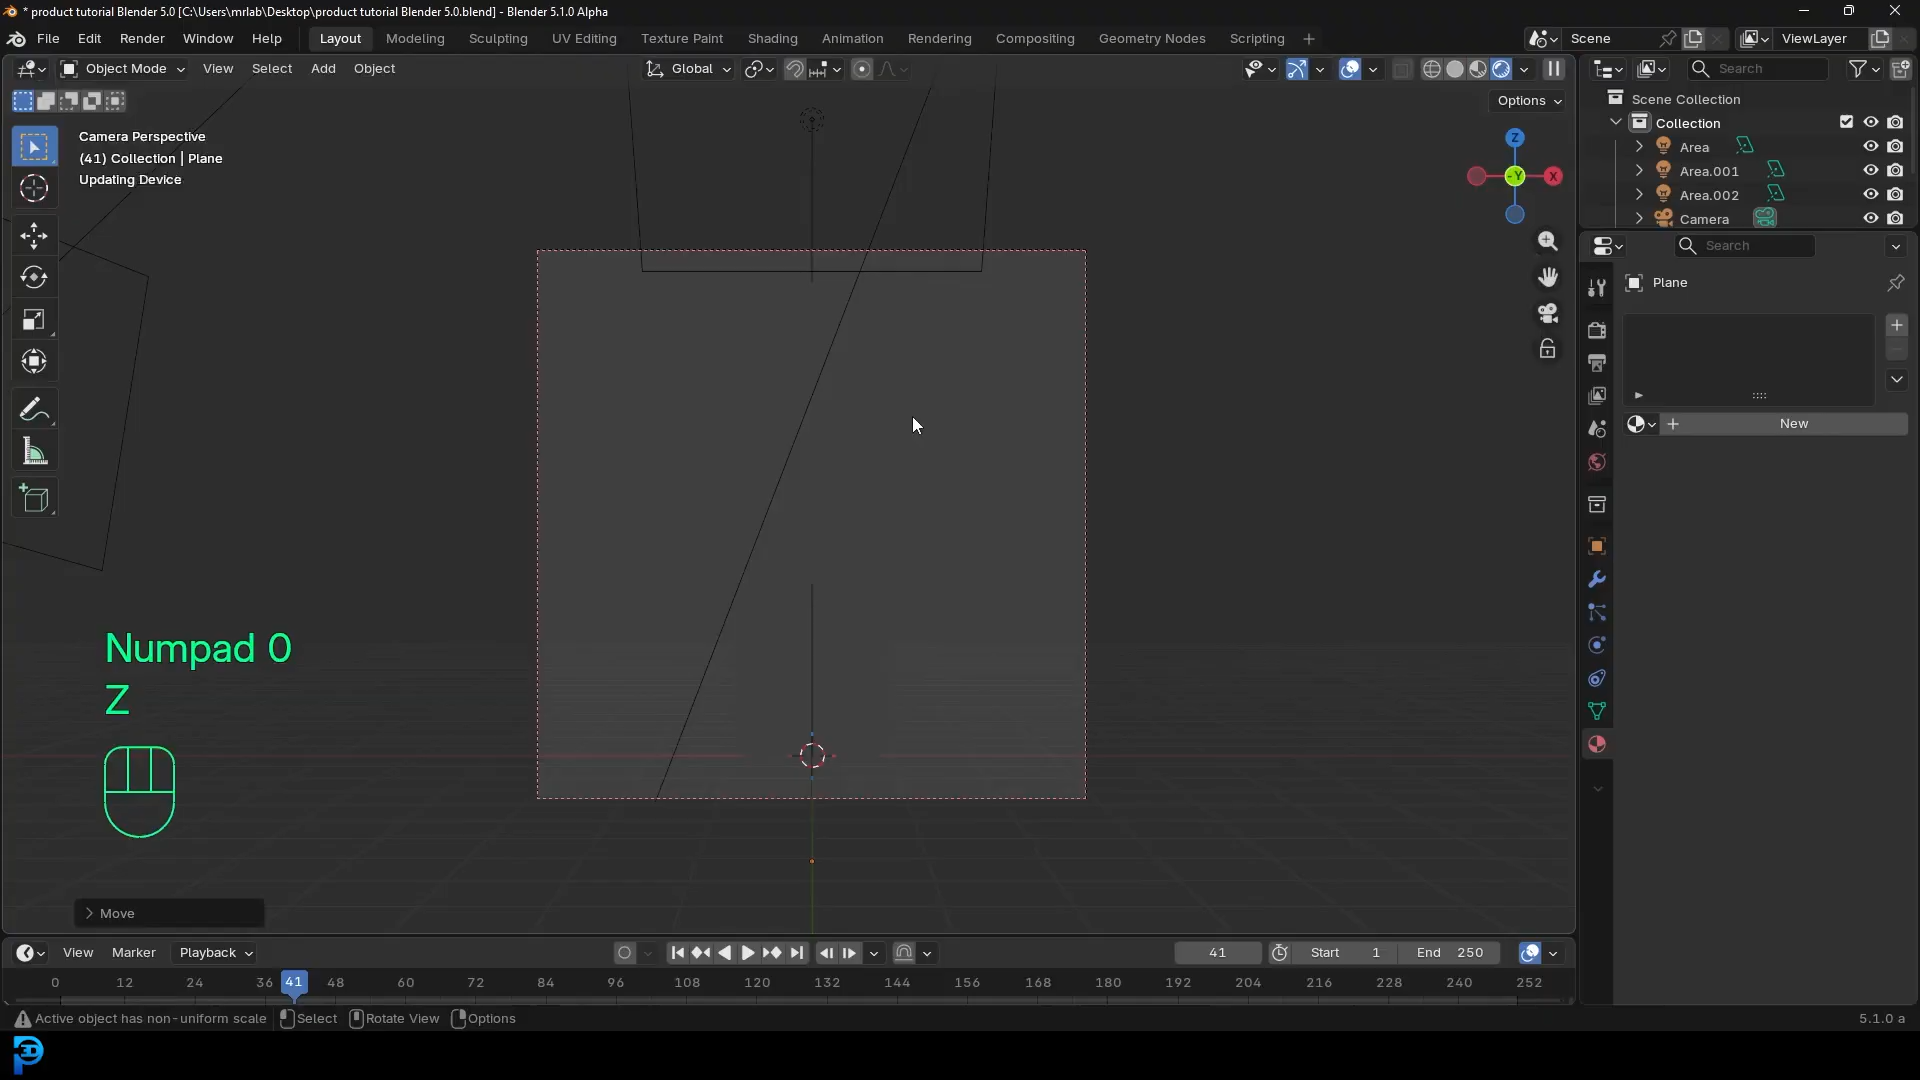 * product tutorial Blender 5.0 [C:\Users\mrlab\Desktop\product tutorial Blender 5.0.blend] - Blender 5.1.0 Alpha
File Edit Render Window Help Layout Modeling Sculpting UV Editing Texture Paint Shading Animation Rendering Compositing Geometry Nodes Scripting + Scene ViewLayer
Object Mode View Select Add Object Global Search
Options
Scene Collection
Camera Perspective
(41) Collection | Plane
Updating Device
Z
-Y
X
Collection
Area
Area.001
Area.002
Camera
Search
Plane
New
Numpad 0
Z
Move
View Marker Playback 41 Start 1 End 250
0 12 24 36 41 48 60 72 84 96 108 120 132 144 156 168 180 192 204 216 228 240 252
Active object has non-uniform scale Select Rotate View Options 5.1.0 a
3D